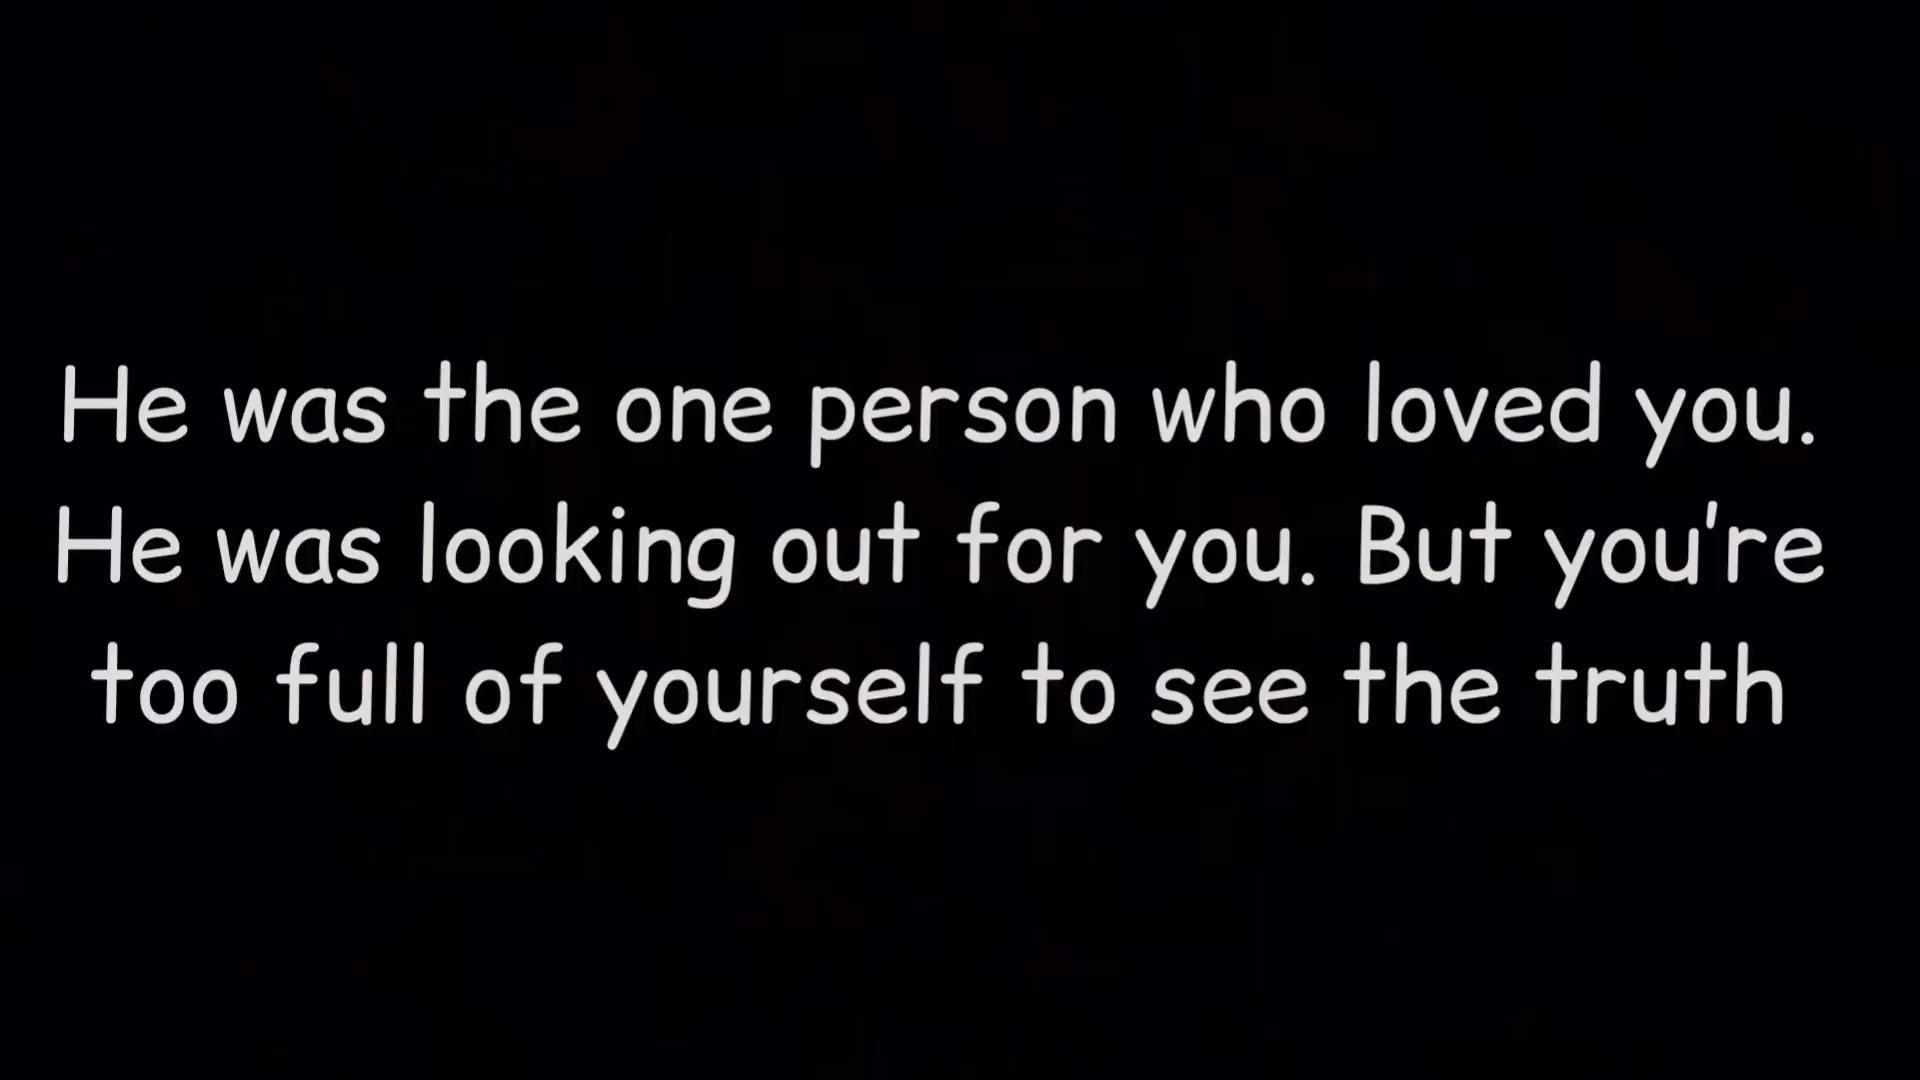 He was the one person who loved you.
He was looking out for you. But you're
too full of yourself to see the truth